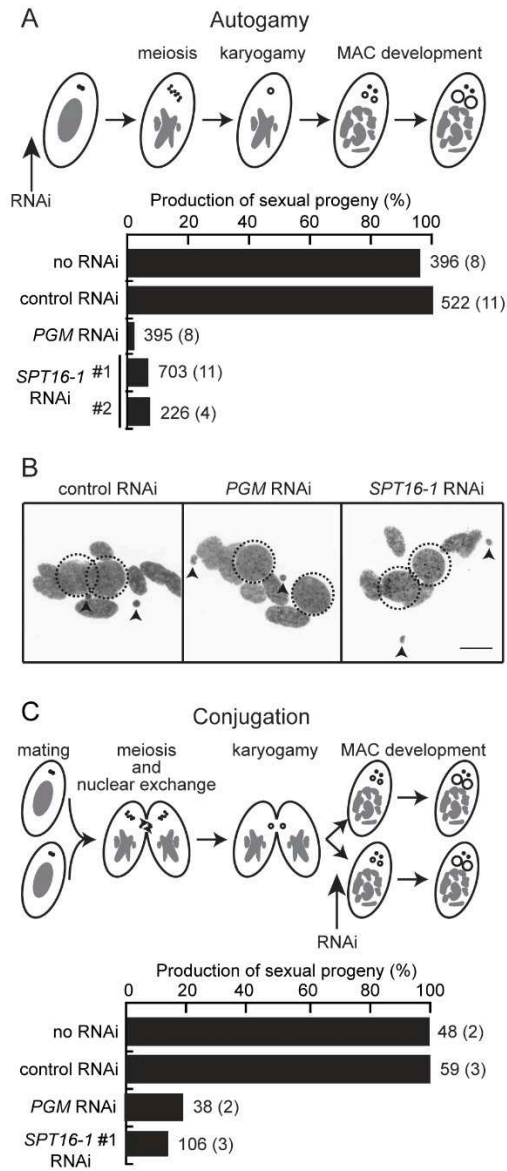 A
Autogamy
meiosis karyogamy MAC development
RNAi
Production of sexual progeny (%)
0 20 40 60 80 100
no RNAi 396 (8)
control RNAi 522 (11)
PGM RNAi 395 (8)
SPT16-1 #1 703 (11)
RNAi
#2 226 (4)
B
control RNAi PGM RNAi SPT16-1 RNAi
C
Conjugation
mating meiosis karyogamy MAC development
and
nuclear exchange
RNAi
Production of sexual progeny (%)
0 20 40 60 80 100
no RNAi 48 (2)
control RNAi 59 (3)
PGM RNAi 38 (2)
SPT16-1 #1 106 (3)
RNAi